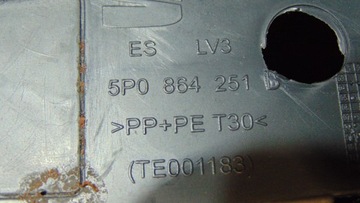 ES LV3
5P0 864 251 D
>PP+PE T30<
(TE001183)